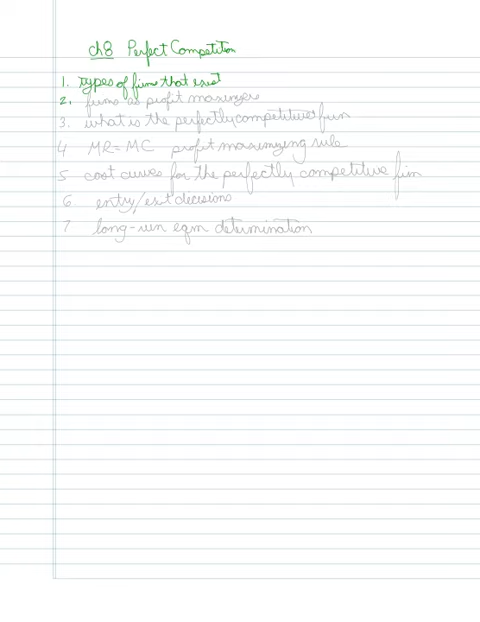 ch8 Perfect Competition
1. types of firms that exist
2. firms as profit maximizers
3. what is the perfectly competitive firm
4 MR = MC profit maximizing rule
5 cost curves for the perfectly competitive firm
6 entry/exit decisions
7 long-run eqm determination